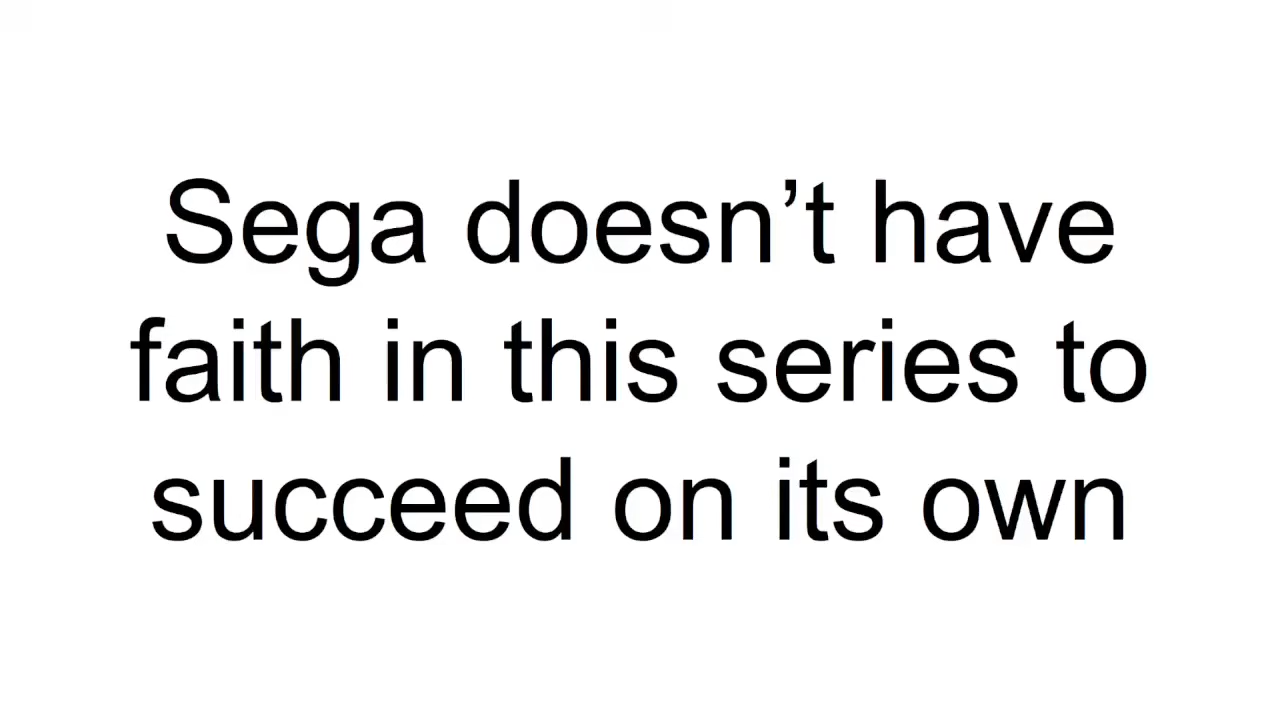 Sega doesn’t have
faith in this series to
succeed on its own